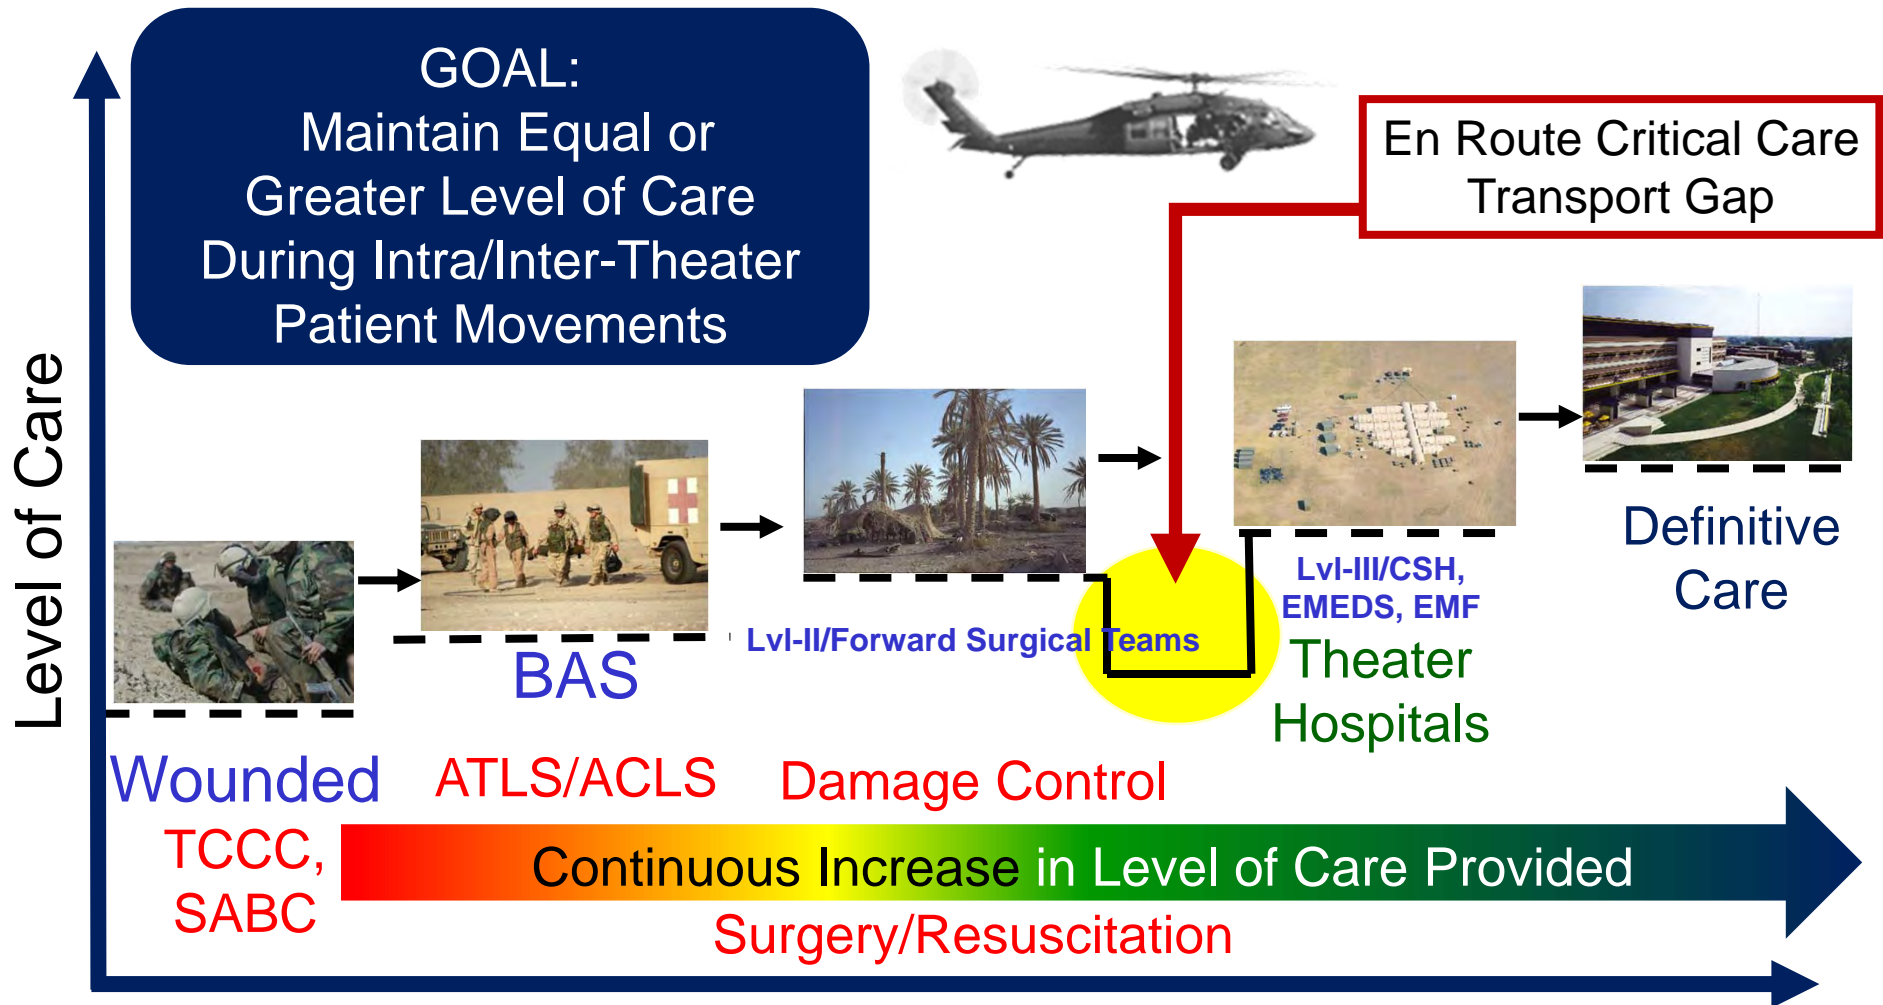 GOAL:
Maintain Equal or
Greater Level of Care
During Intra/Inter-Theater
Patient Movements
En Route Critical Care
Transport Gap
Level of Care
Definitive
Care
Lvl-III/CSH,
EMEDS, EMF
Theater
Hospitals
Lvl-II/Forward Surgical Teams
BAS
Wounded
TCCC,
SABC
ATLS/ACLS
Damage Control
Continuous Increase in Level of Care Provided
Surgery/Resuscitation